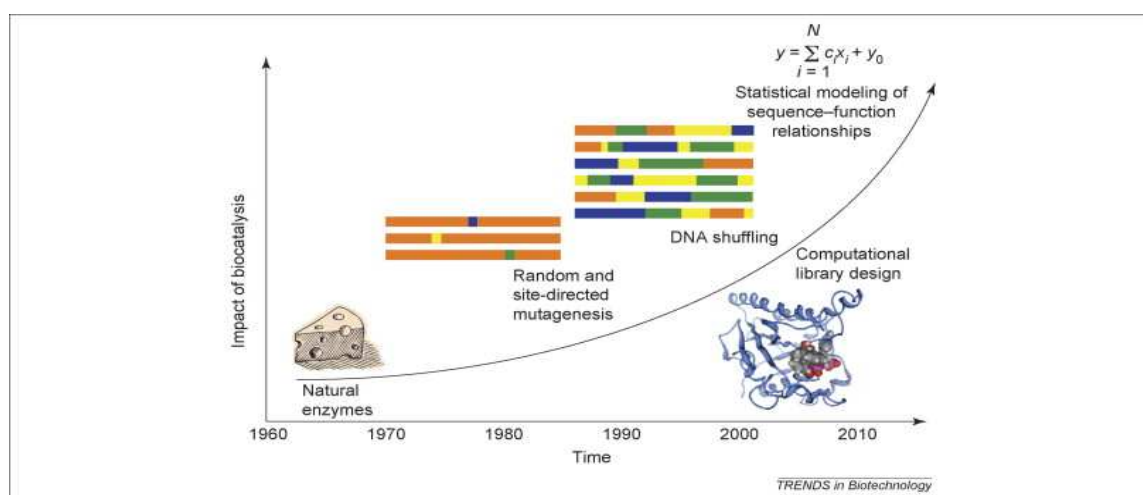 N
y = Σ cᵢxᵢ + y₀
i = 1
Statistical modeling of
sequence–function
relationships
DNA shuffling
Computational
library design
Random and
site-directed
mutagenesis
Natural
enzymes
Impact of biocatalysis
1960 1970 1980 1990 2000 2010
Time
TRENDS in Biotechnology